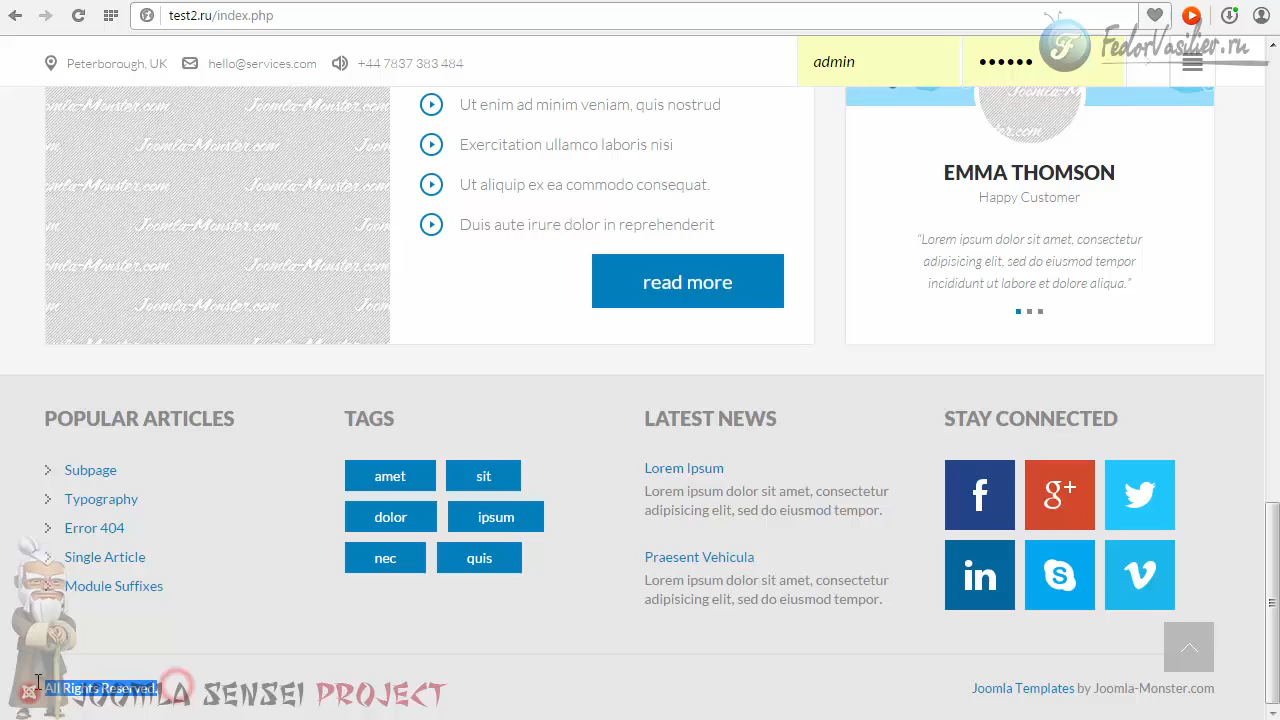 test2.ru/index.php
FedorVasiliev.ru
Peterborough, UK
hello@services.com
+44 7837 383 484
admin
••••••
Ut enim ad minim veniam, quis nostrud
Exercitation ullamco laboris nisi
Ut aliquip ex ea commodo consequat.
Duis aute irure dolor in reprehenderit
read more
Joomla-Monster.com
EMMA THOMSON
Happy Customer
"Lorem ipsum dolor sit amet, consectetur
adipisicing elit, sed do eiusmod tempor
incididunt ut labore et dolore aliqua."
POPULAR ARTICLES
Subpage
Typography
Error 404
Single Article
Module Suffixes
TAGS
amet
sit
dolor
ipsum
nec
quis
LATEST NEWS
Lorem Ipsum
Lorem ipsum dolor sit amet, consectetur
adipisicing elit, sed do eiusmod tempor.
Praesent Vehicula
Lorem ipsum dolor sit amet, consectetur
adipisicing elit, sed do eiusmod tempor.
STAY CONNECTED
All Rights Reserved.
JOOMLA SENSEI PROJECT
Joomla Templates by Joomla-Monster.com